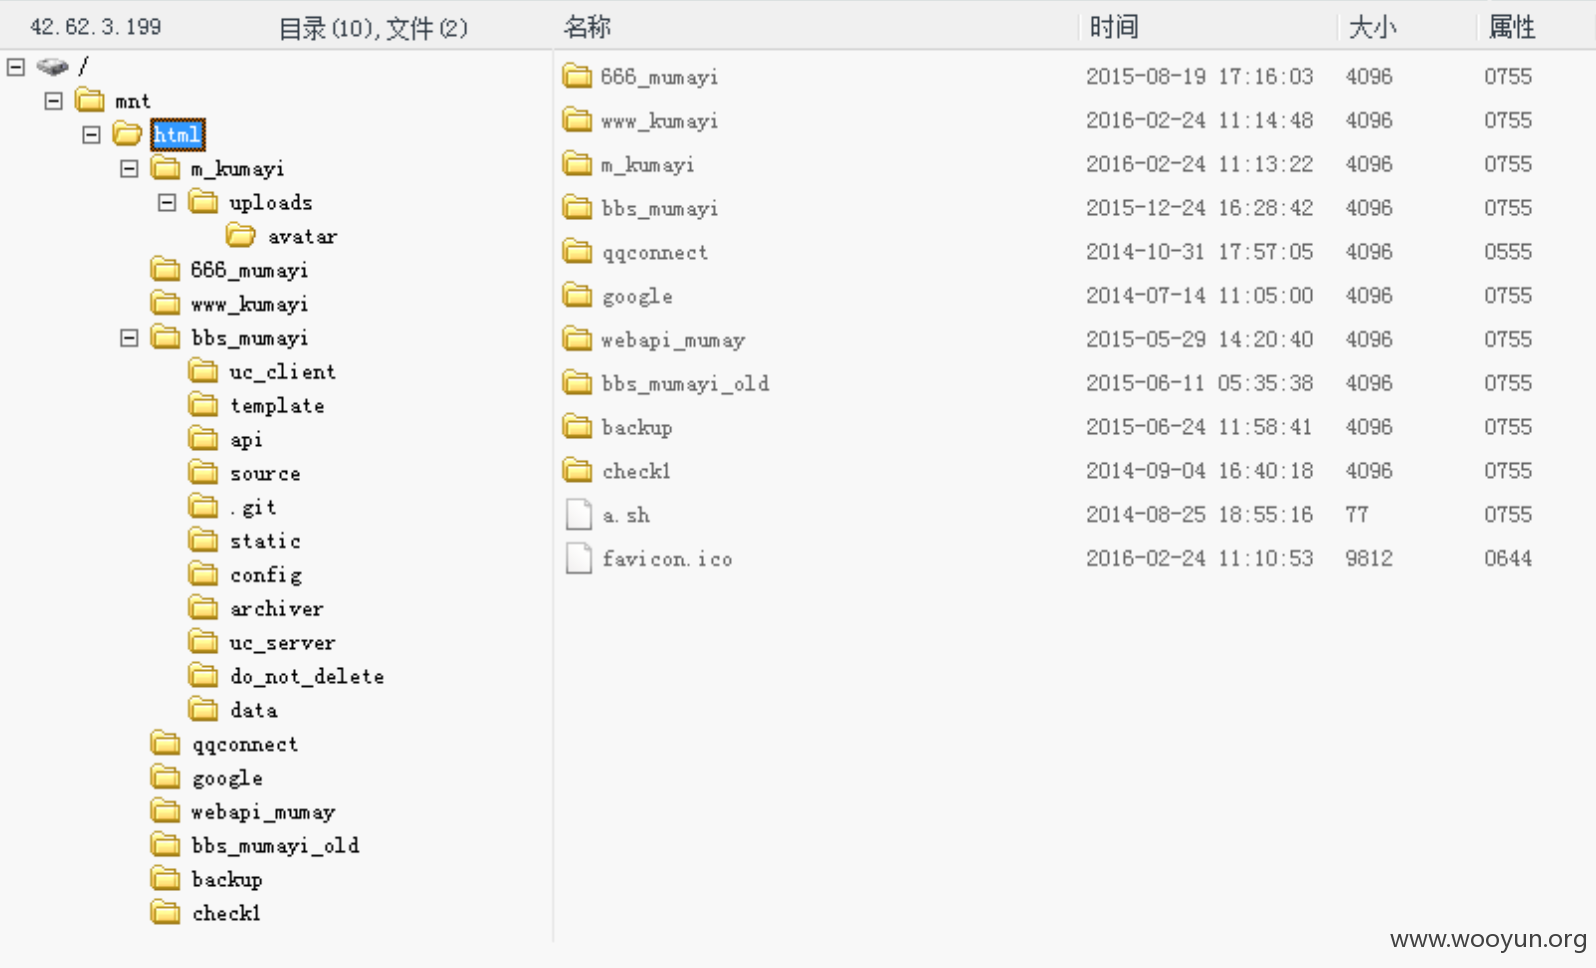 42.62.3.199 目录(10),文件(2)
/
mnt
html
m_kumayi
uploads
avatar
666_mumayi
www_kumayi
bbs_mumayi
uc_client
template
api
source
.git
static
config
archiver
uc_server
do_not_delete
data
qqconnect
google
webapi_mumay
bbs_mumayi_old
backup
check1
名称 时间 大小 属性
666_mumayi 2015-08-19 17:16:03 4096 0755
www_kumayi 2016-02-24 11:14:48 4096 0755
m_kumayi 2016-02-24 11:13:22 4096 0755
bbs_mumayi 2015-12-24 16:28:42 4096 0755
qqconnect 2014-10-31 17:57:05 4096 0555
google 2014-07-14 11:05:00 4096 0755
webapi_mumay 2015-05-29 14:20:40 4096 0755
bbs_mumayi_old 2015-06-11 05:35:38 4096 0755
backup 2015-06-24 11:58:41 4096 0755
check1 2014-09-04 16:40:18 4096 0755
a.sh 2014-08-25 18:55:16 77 0755
favicon.ico 2016-02-24 11:10:53 9812 0644
www.wooyun.org